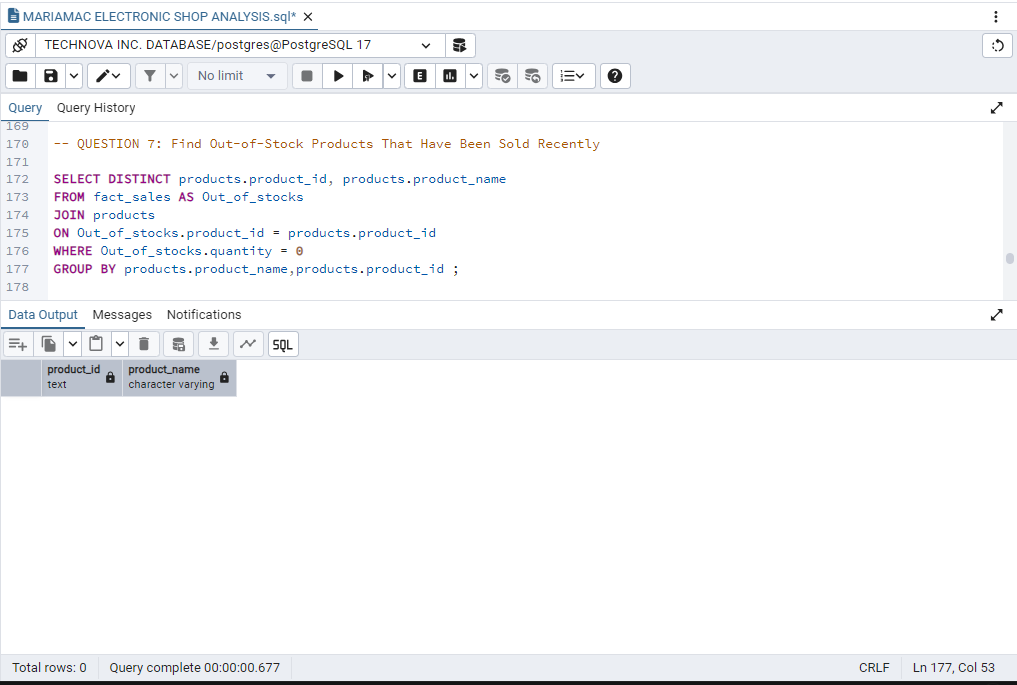 MARIAMAC ELECTRONIC SHOP ANALYSIS.sql*
TECHNOVA INC. DATABASE/postgres@PostgreSQL 17
No limit
E
Query
Query History
169
170 -- QUESTION 7: Find Out-of-Stock Products That Have Been Sold Recently
171
172 SELECT DISTINCT products.product_id, products.product_name
173 FROM fact_sales AS Out_of_stocks
174 JOIN products
175 ON Out_of_stocks.product_id = products.product_id
176 WHERE Out_of_stocks.quantity = 0
177 GROUP BY products.product_name,products.product_id ;
178
Data Output
Messages
Notifications
SQL
product_id
text
product_name
character varying
Total rows: 0
Query complete 00:00:00.677
CRLF
Ln 177, Col 53